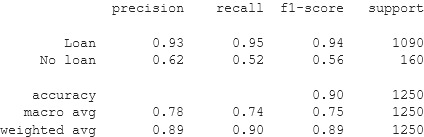 precision recall f1-score support
Loan 0.93 0.95 0.94 1090
No loan 0.62 0.52 0.56 160
accuracy 0.90 1250
macro avg 0.78 0.74 0.75 1250
weighted avg 0.89 0.90 0.89 1250